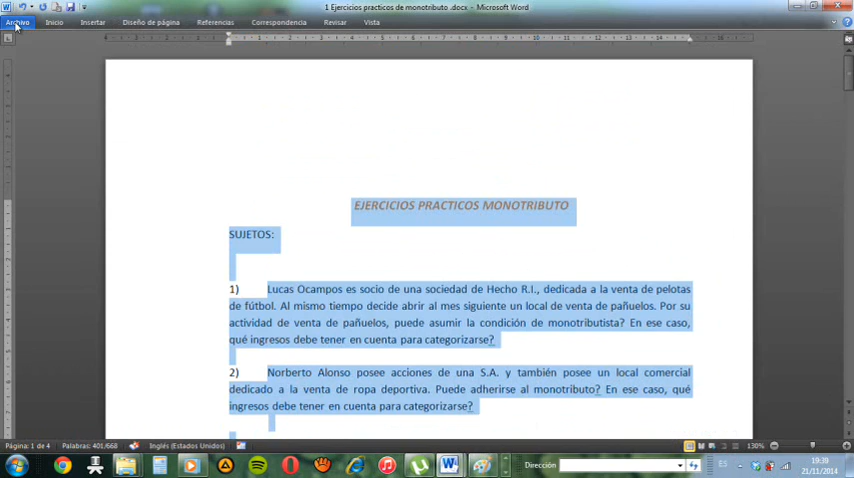 1 Ejercicios practicos de monotributo .docx - Microsoft Word
Archivo Inicio Insertar Diseño de página Referencias Correspondencia Revisar Vista
EJERCICIOS PRACTICOS MONOTRIBUTO
SUJETOS:
1) Lucas Ocampos es socio de una sociedad de Hecho R.I., dedicada a la venta de pelotas
de fútbol. Al mismo tiempo decide abrir al mes siguiente un local de venta de pañuelos. Por su
actividad de venta de pañuelos, puede asumir la condición de monotributista? En ese caso,
qué ingresos debe tener en cuenta para categorizarse?
2) Norberto Alonso posee acciones de una S.A. y también posee un local comercial
dedicado a la venta de ropa deportiva. Puede adherirse al monotributo? En ese caso, qué
ingresos debe tener en cuenta para categorizarse?
Página: 1 de 4 Palabras: 401/668 Inglés (Estados Unidos) 130%
Dirección ES 19:39
21/11/2014